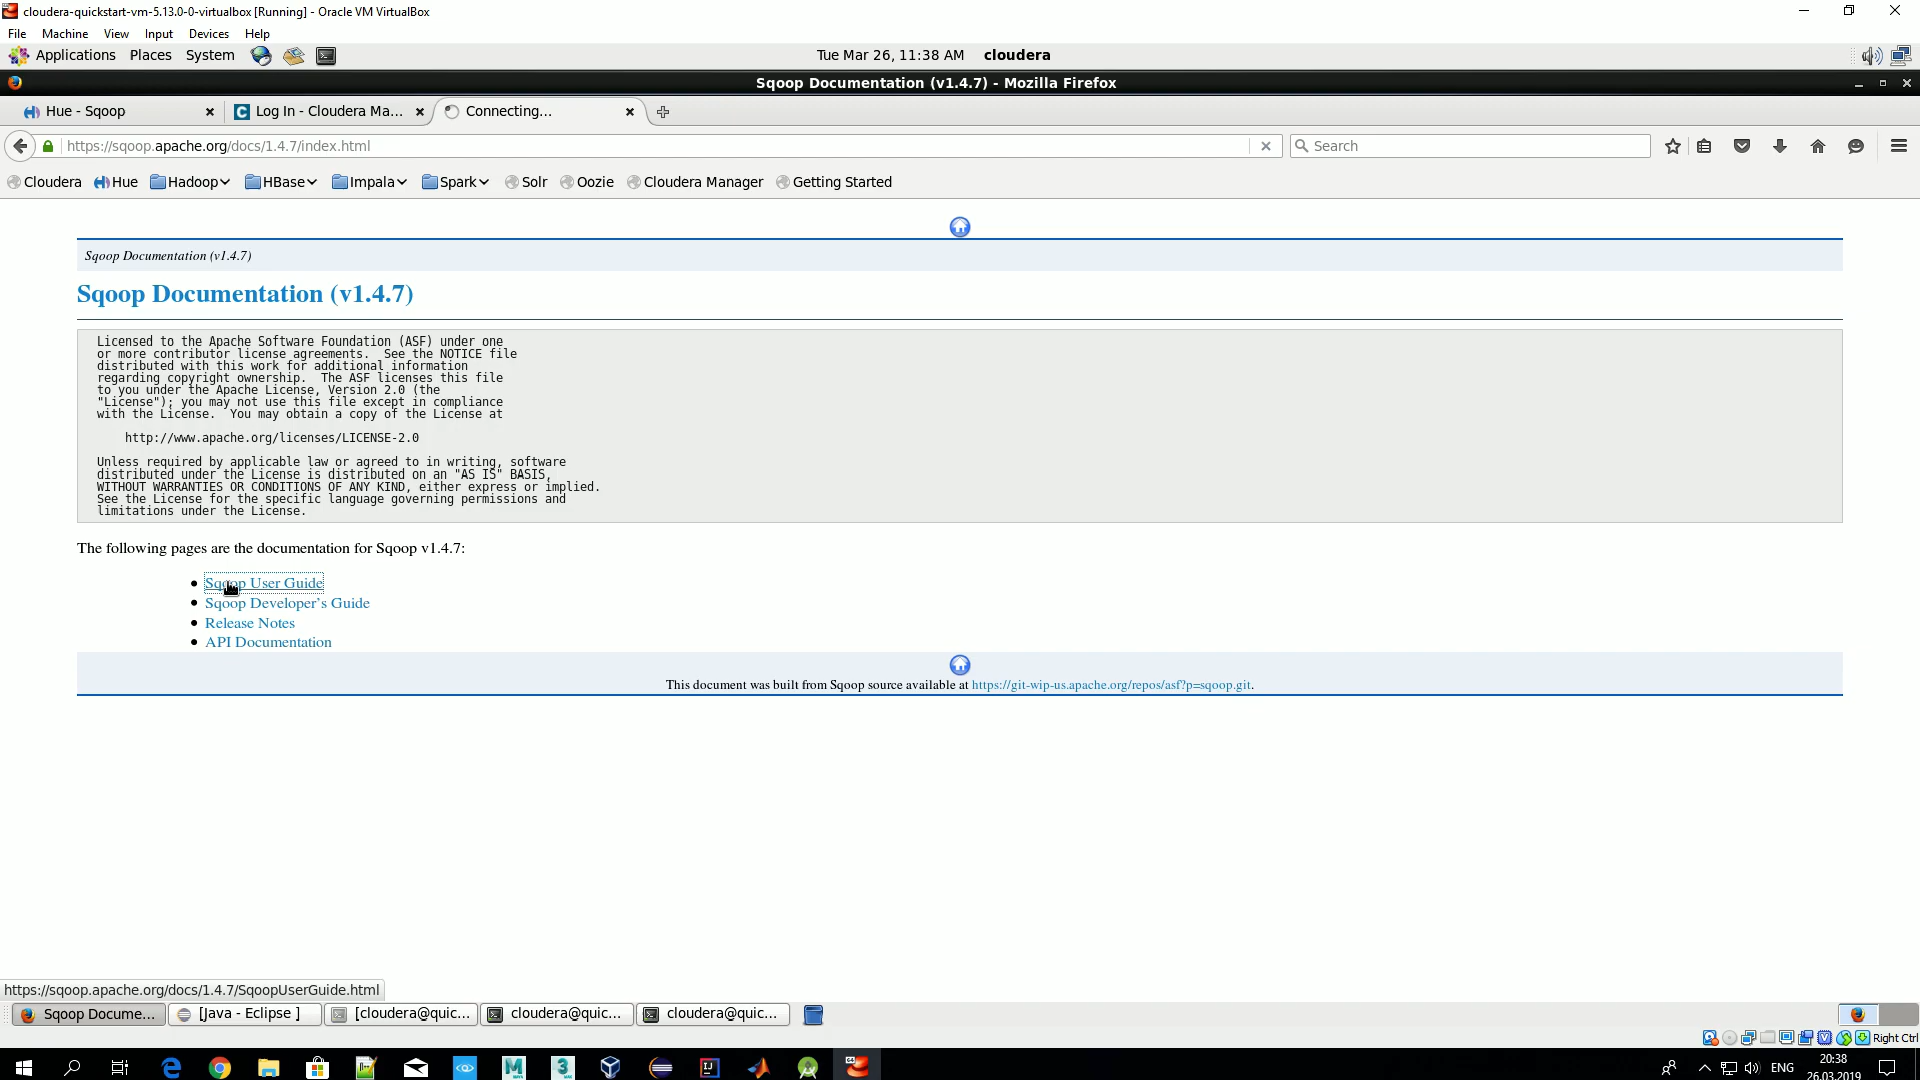 cloudera-quickstart-vm-5.13.0-0-virtualbox [Running] - Oracle VM VirtualBox
File Machine View Input Devices Help
Applications Places System Tue Mar 26, 11:38 AM cloudera
Sqoop Documentation (v1.4.7) - Mozilla Firefox
Hue - Sqoop Log In - Cloudera Ma... Connecting...
https://sqoop.apache.org/docs/1.4.7/index.html Search
Cloudera Hue Hadoop HBase Impala Spark Solr Oozie Cloudera Manager Getting Started
Sqoop Documentation (v1.4.7)
Sqoop Documentation (v1.4.7)
Licensed to the Apache Software Foundation (ASF) under one
or more contributor license agreements.  See the NOTICE file
distributed with this work for additional information
regarding copyright ownership.  The ASF licenses this file
to you under the Apache License, Version 2.0 (the
"License"); you may not use this file except in compliance
with the License.  You may obtain a copy of the License at
http://www.apache.org/licenses/LICENSE-2.0
Unless required by applicable law or agreed to in writing, software
distributed under the License is distributed on an "AS IS" BASIS,
WITHOUT WARRANTIES OR CONDITIONS OF ANY KIND, either express or implied.
See the License for the specific language governing permissions and
limitations under the License.
The following pages are the documentation for Sqoop v1.4.7:
• Sqoop User Guide
• Sqoop Developer's Guide
• Release Notes
• API Documentation
This document was built from Sqoop source available at https://git-wip-us.apache.org/repos/asf?p=sqoop.git.
https://sqoop.apache.org/docs/1.4.7/SqoopUserGuide.html
Sqoop Docume... [Java - Eclipse ] [cloudera@quic... cloudera@quic... cloudera@quic...
Right Ctrl
ENG 20:38
26.03.2019